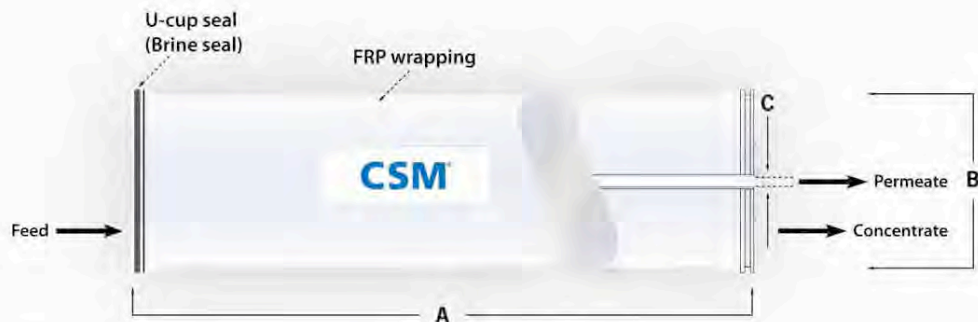 U-cup seal
(Brine seal)
FRP wrapping
C
CSM
Permeate
B
Feed
Concentrate
A